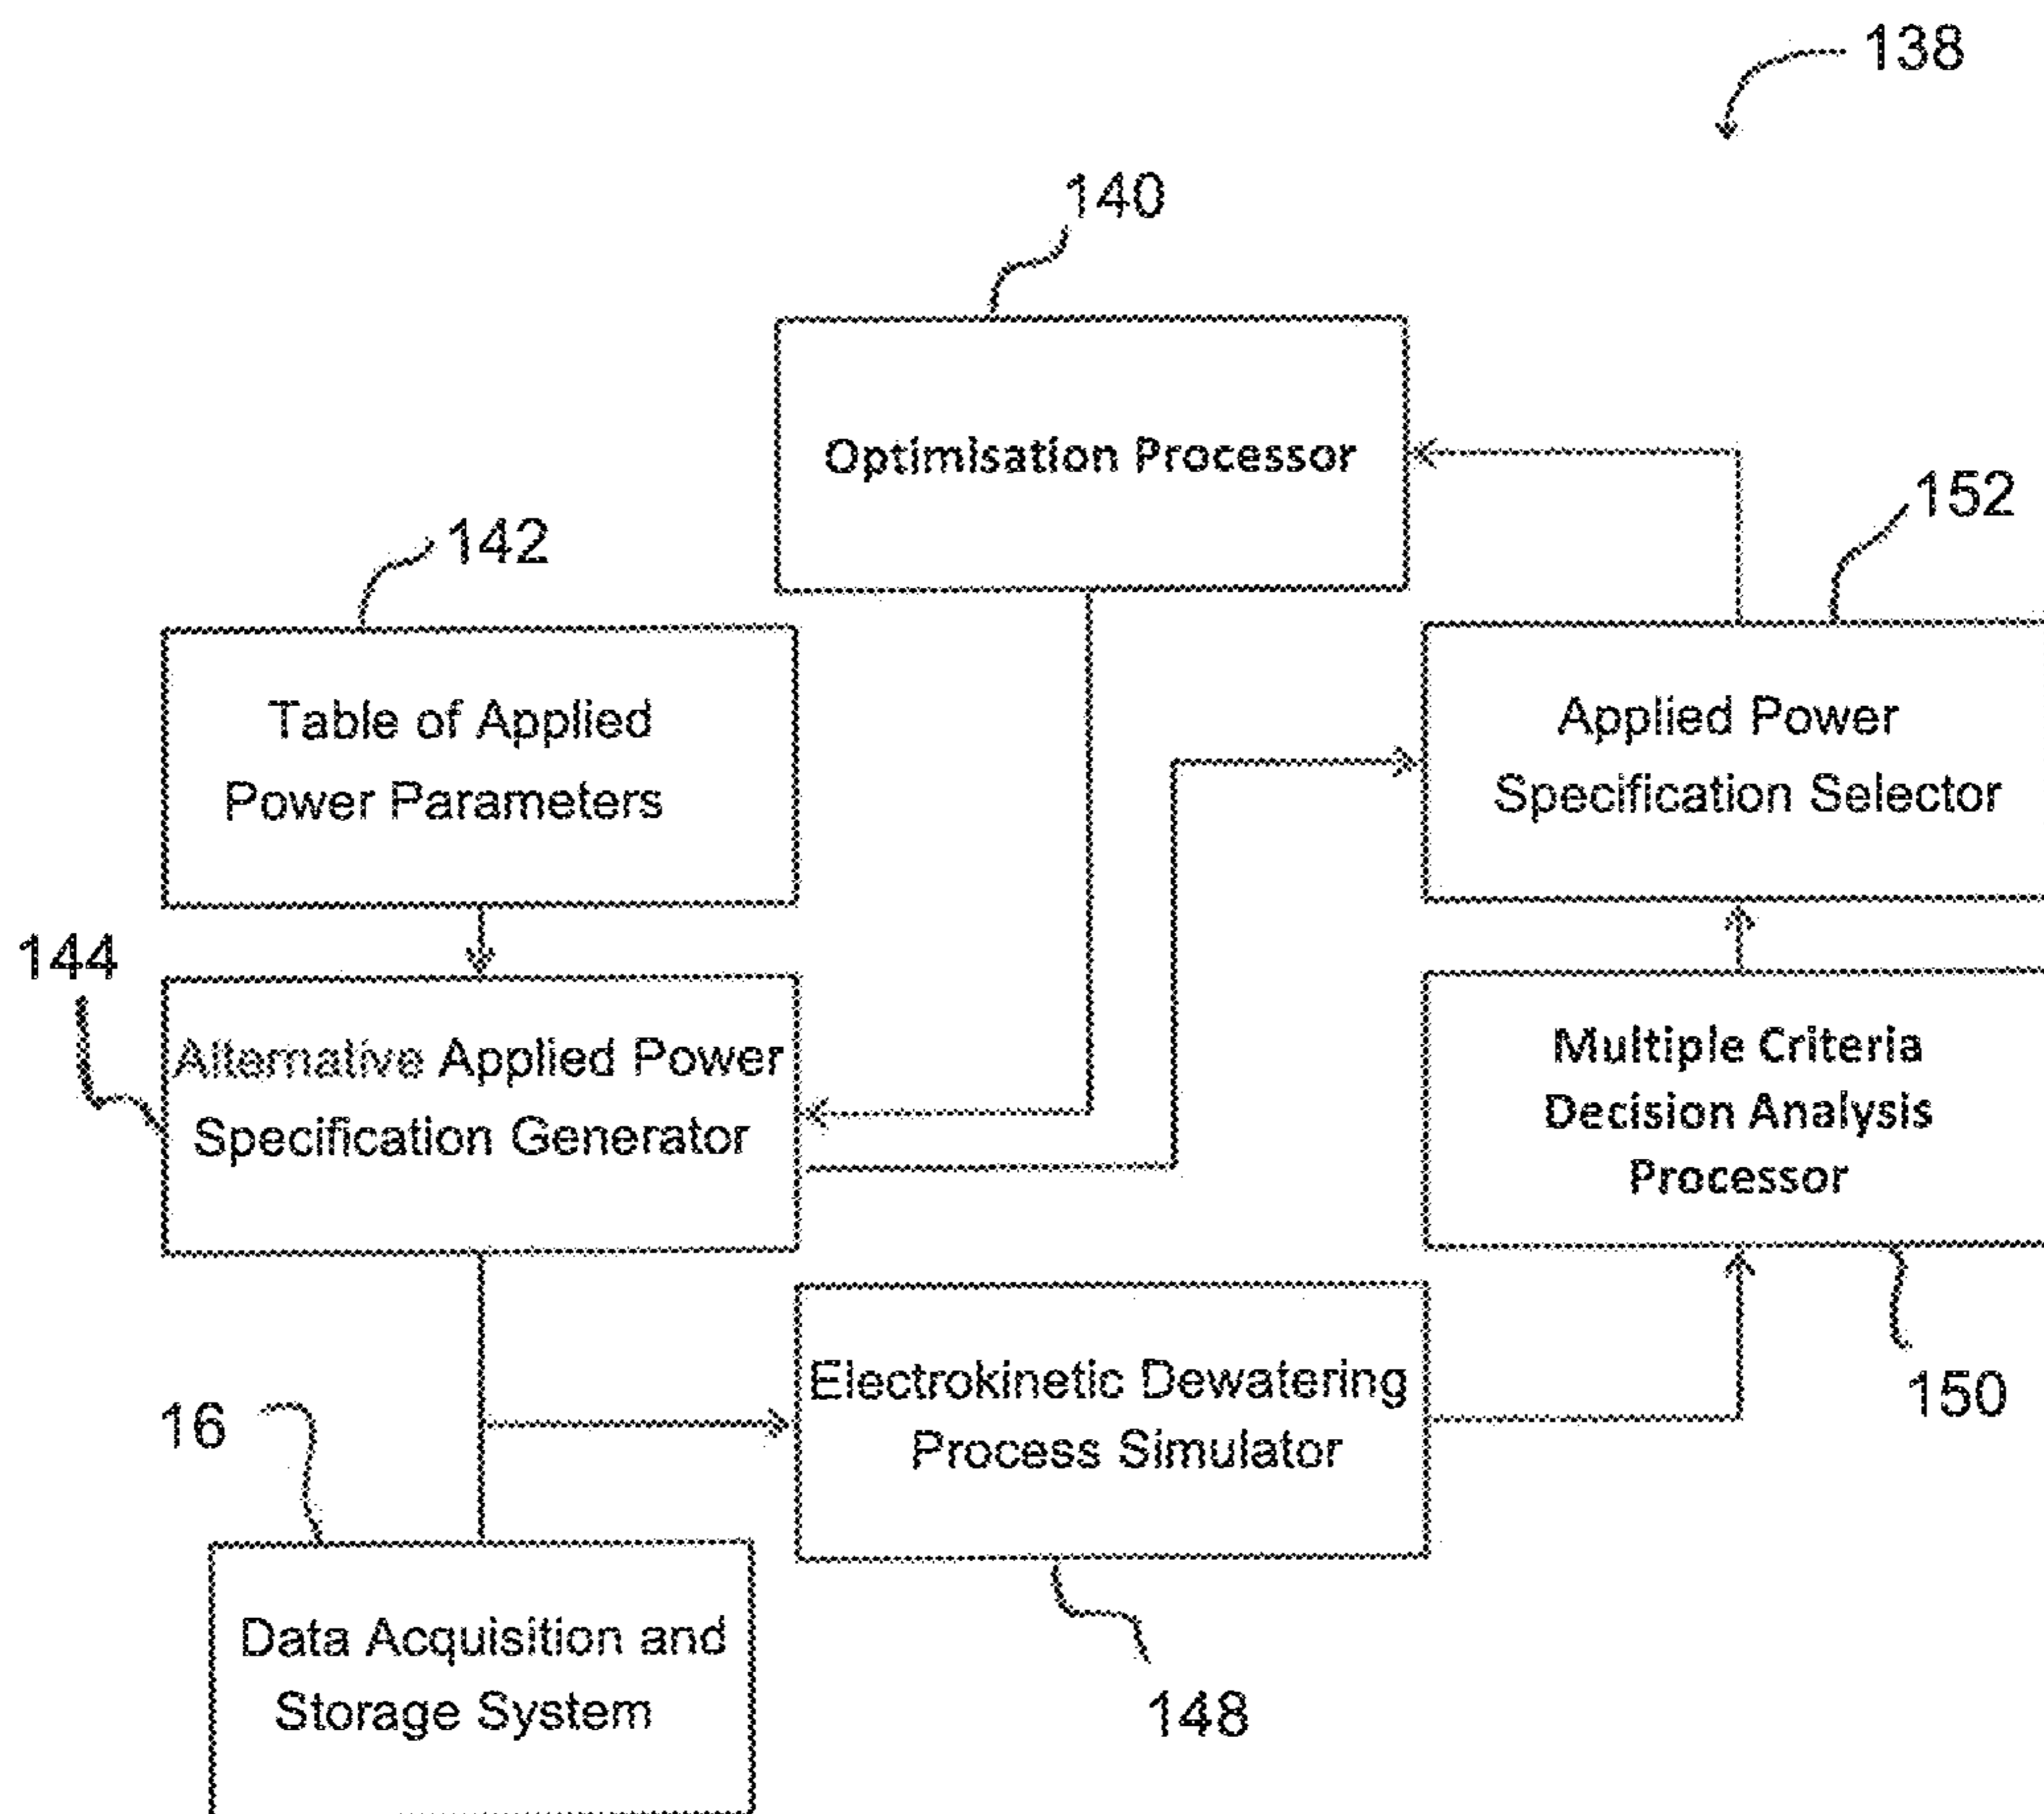 138
140
Optimisation Processor
152
142
Table of Applied
Power Parameters
Applied Power
Specification Selector
144
Alternative Applied Power
Specification Generator
Multiple Criteria
Decision Analysis
Processor
Electrokinetic Dewatering
Process Simulator
150
16
Data Acquisition and
Storage System
148